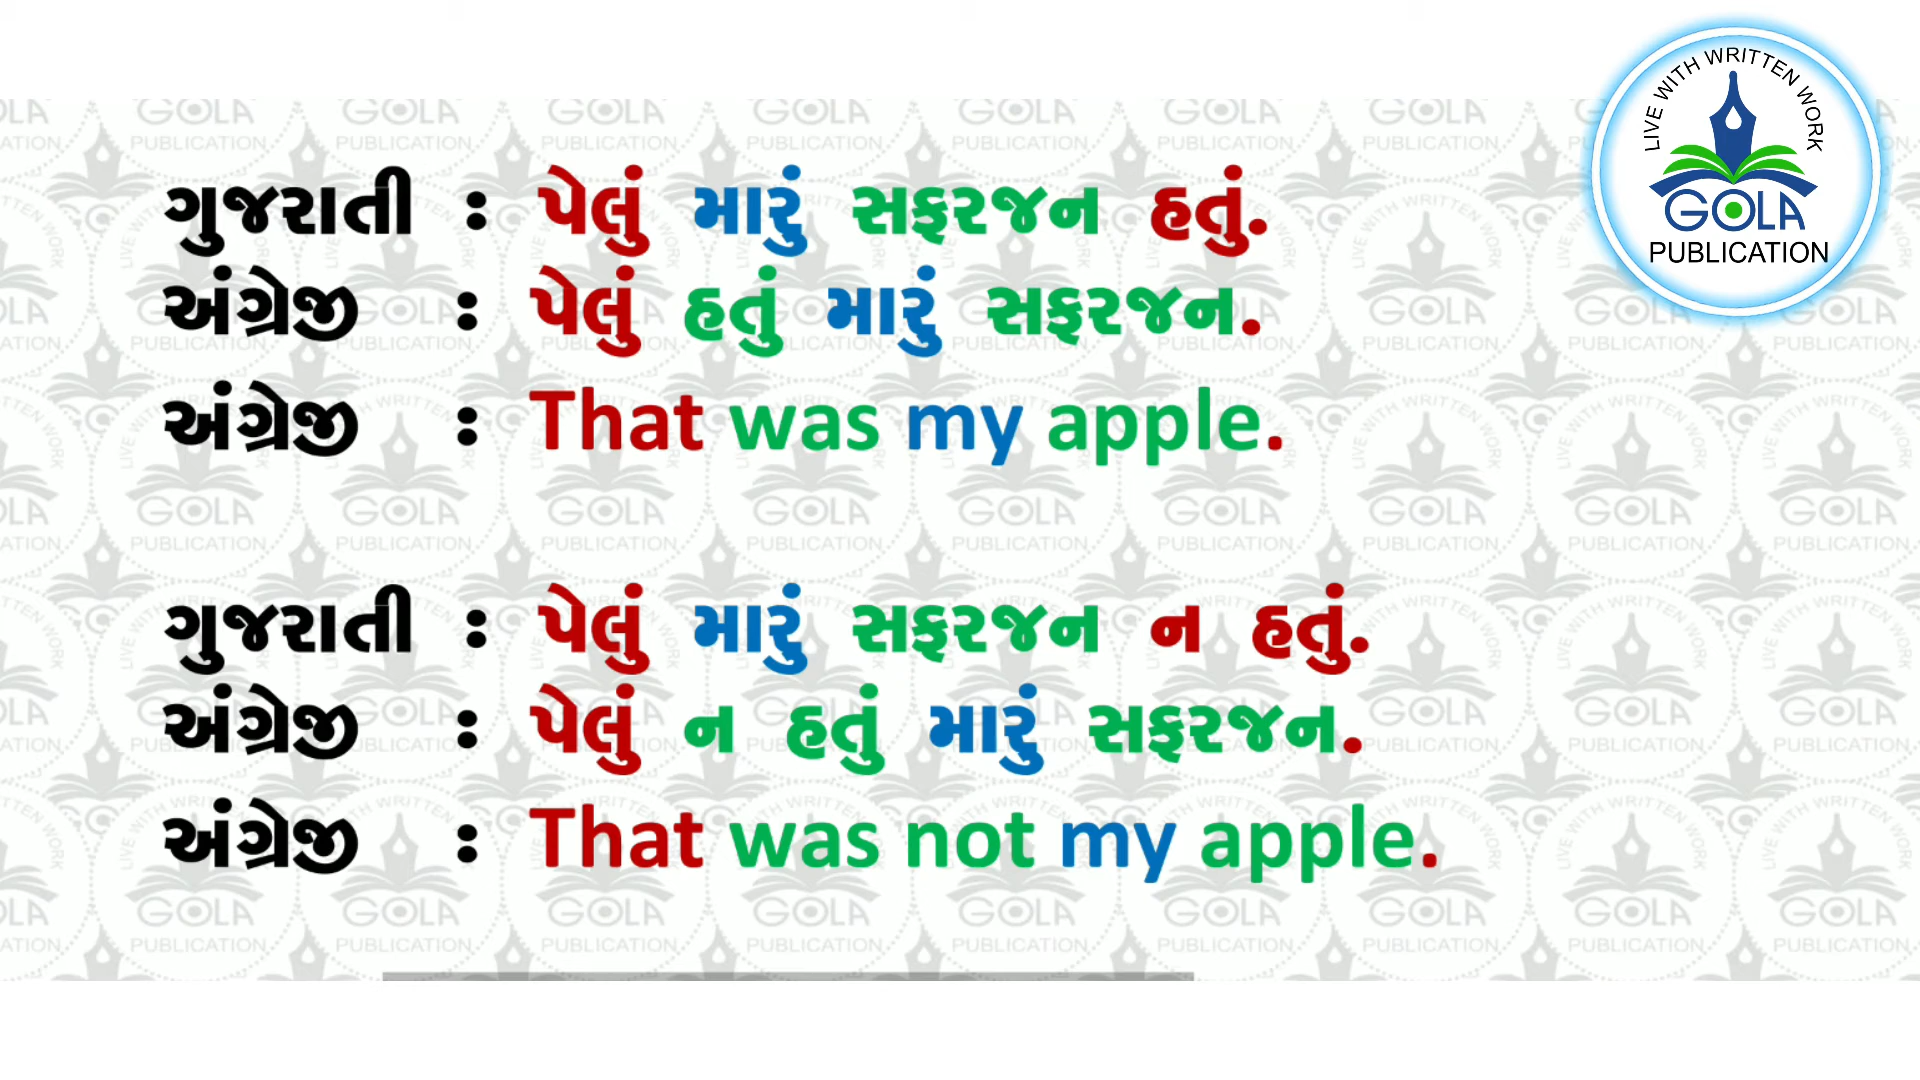 LIVE WITH WRITTEN WORK
GOLA
PUBLICATION
ગુજરાતી : પેલું મારું સફરજન હતું.
અંગ્રેજી : પેલું હતું મારું સફરજન.
અંગ્રેજી : That was my apple.
ગુજરાતી : પેલું મારું સફરજન ન હતું.
અંગ્રેજી : પેલું ન હતું મારું સફરજન.
અંગ્રેજી : That was not my apple.